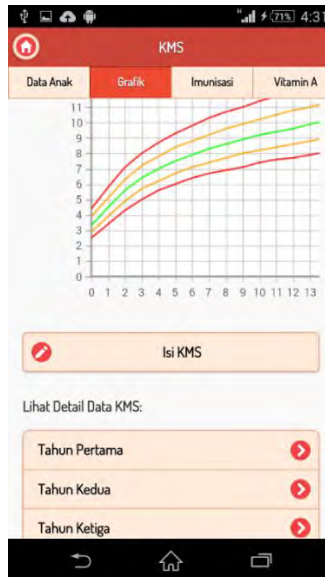 71% 4:31
KMS
Data Anak Grafik Imunisasi Vitamin A
11
10
9
8
7
6
5
4
3
2
1
0
0 1 2 3 4 5 6 7 8 9 10 11 12 13
Isi KMS
Lihat Detail Data KMS:
Tahun Pertama
Tahun Kedua
Tahun Ketiga